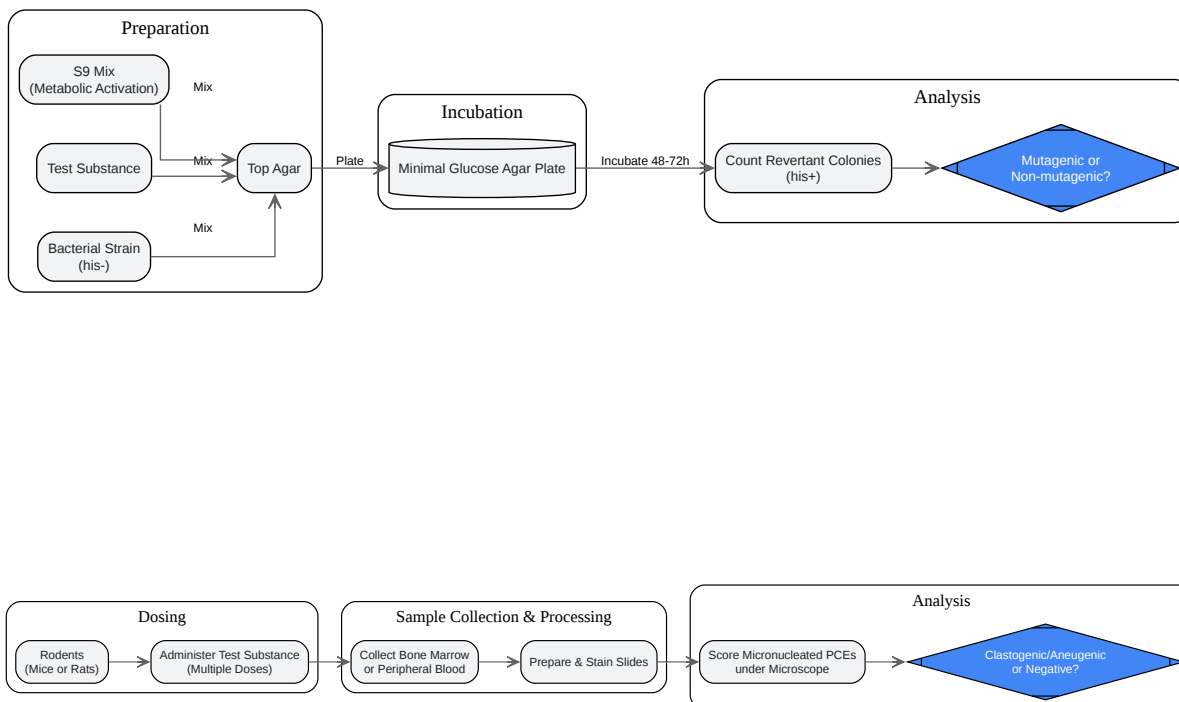 Preparation
S9 Mix
(Metabolic Activation)
Mix
Test Substance
Mix
Top Agar
Bacterial Strain
(his-)
Mix
Plate
Incubation
Minimal Glucose Agar Plate
Incubate 48-72h
Analysis
Count Revertant Colonies
(his+)
Mutagenic or
Non-mutagenic?
Dosing
Rodents
(Mice or Rats)
Administer Test Substance
(Multiple Doses)
Sample Collection & Processing
Collect Bone Marrow
or Peripheral Blood
Prepare & Stain Slides
Analysis
Score Micronucleated PCEs
under Microscope
Clastogenic/Aneugenic
or Negative?